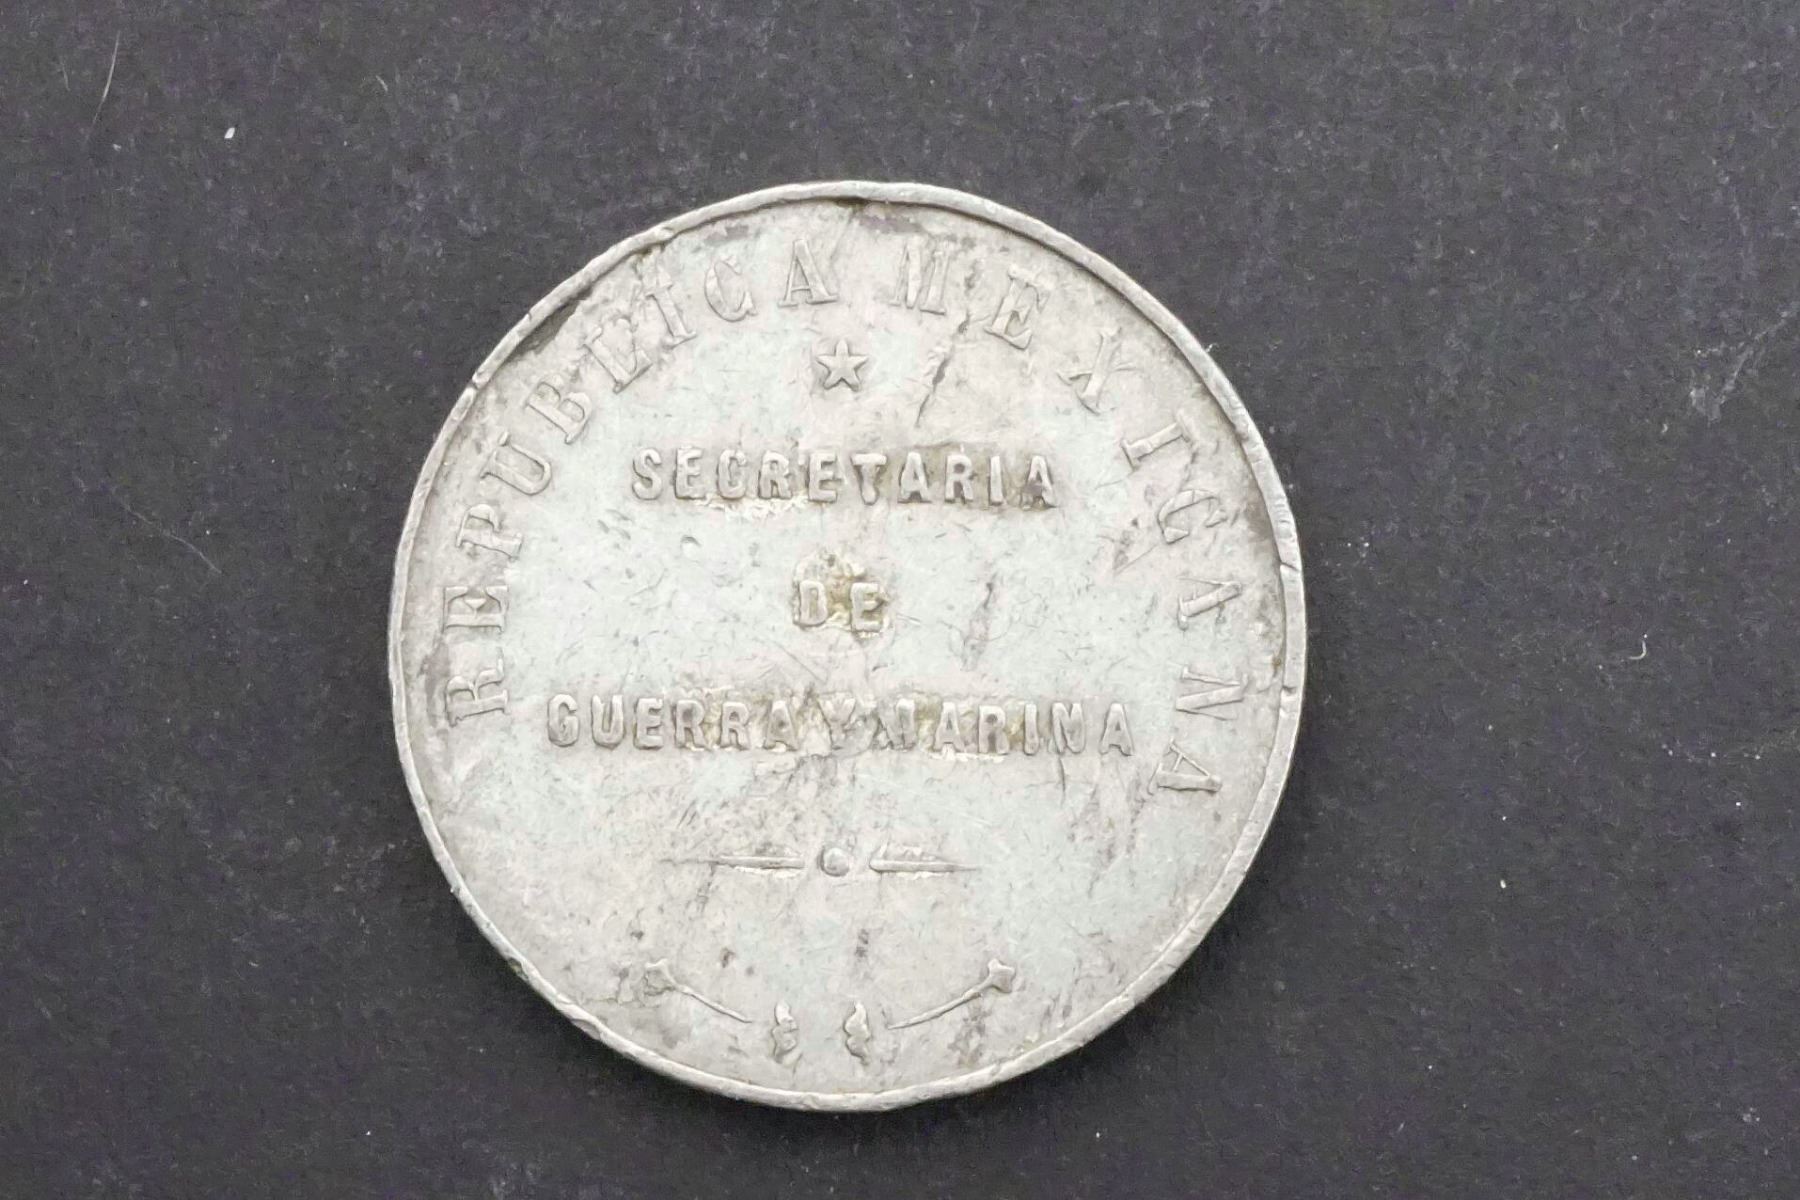 REPUBLICA MEXICANA
SECRETARIA
DE
GUERRA Y MARINA